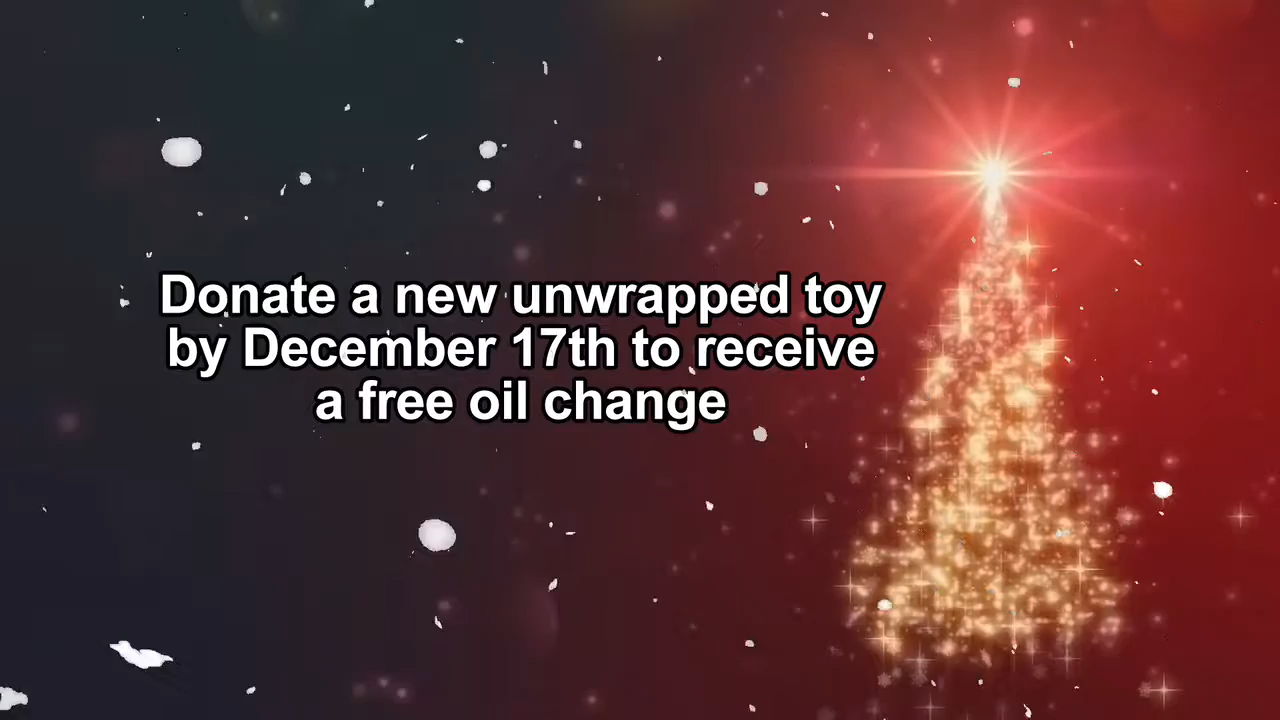 Donate a new unwrapped toy
by December 17th to receive
a free oil change